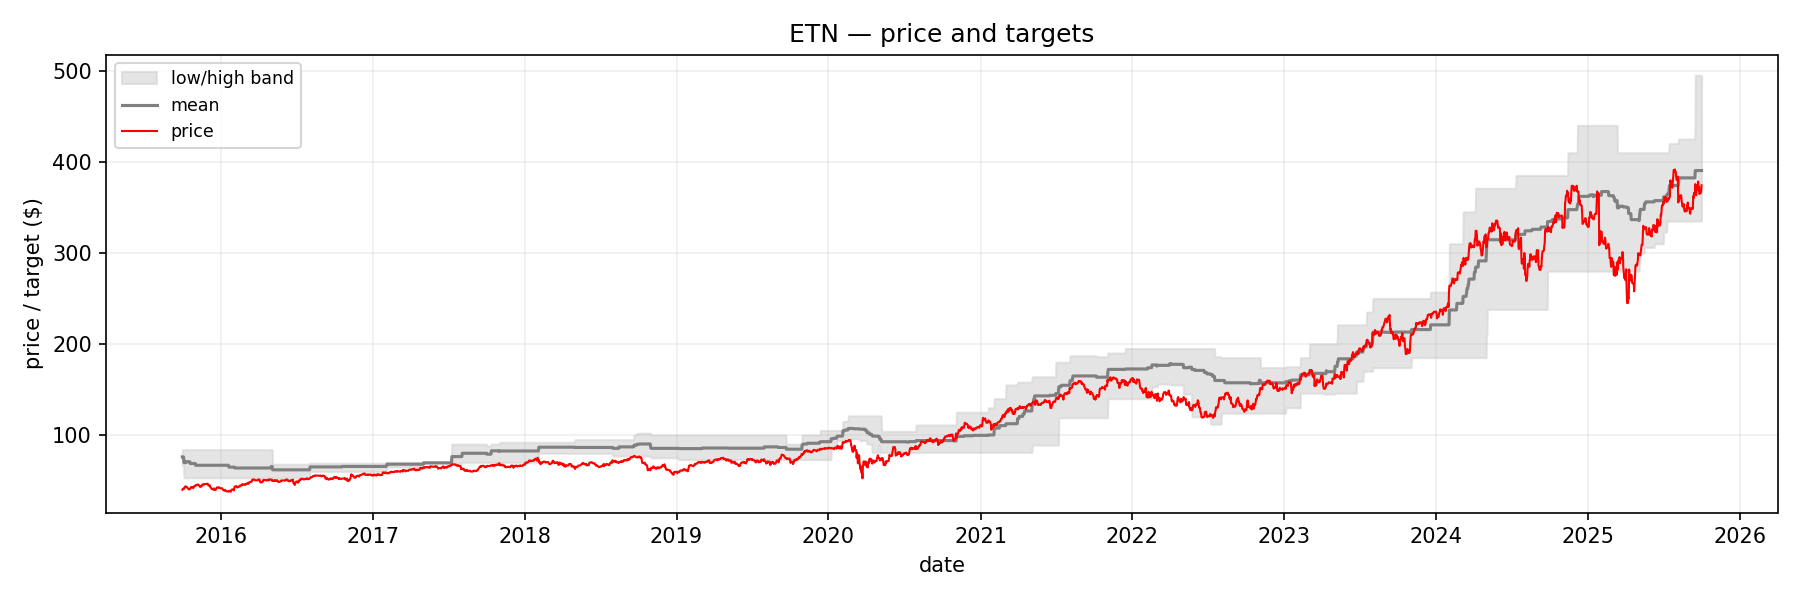 ETN — price and targets
low/high band
mean
price
price / target ($)
500
400
300
200
100
2016 2017 2018 2019 2020 2021 2022 2023 2024 2025 2026
date